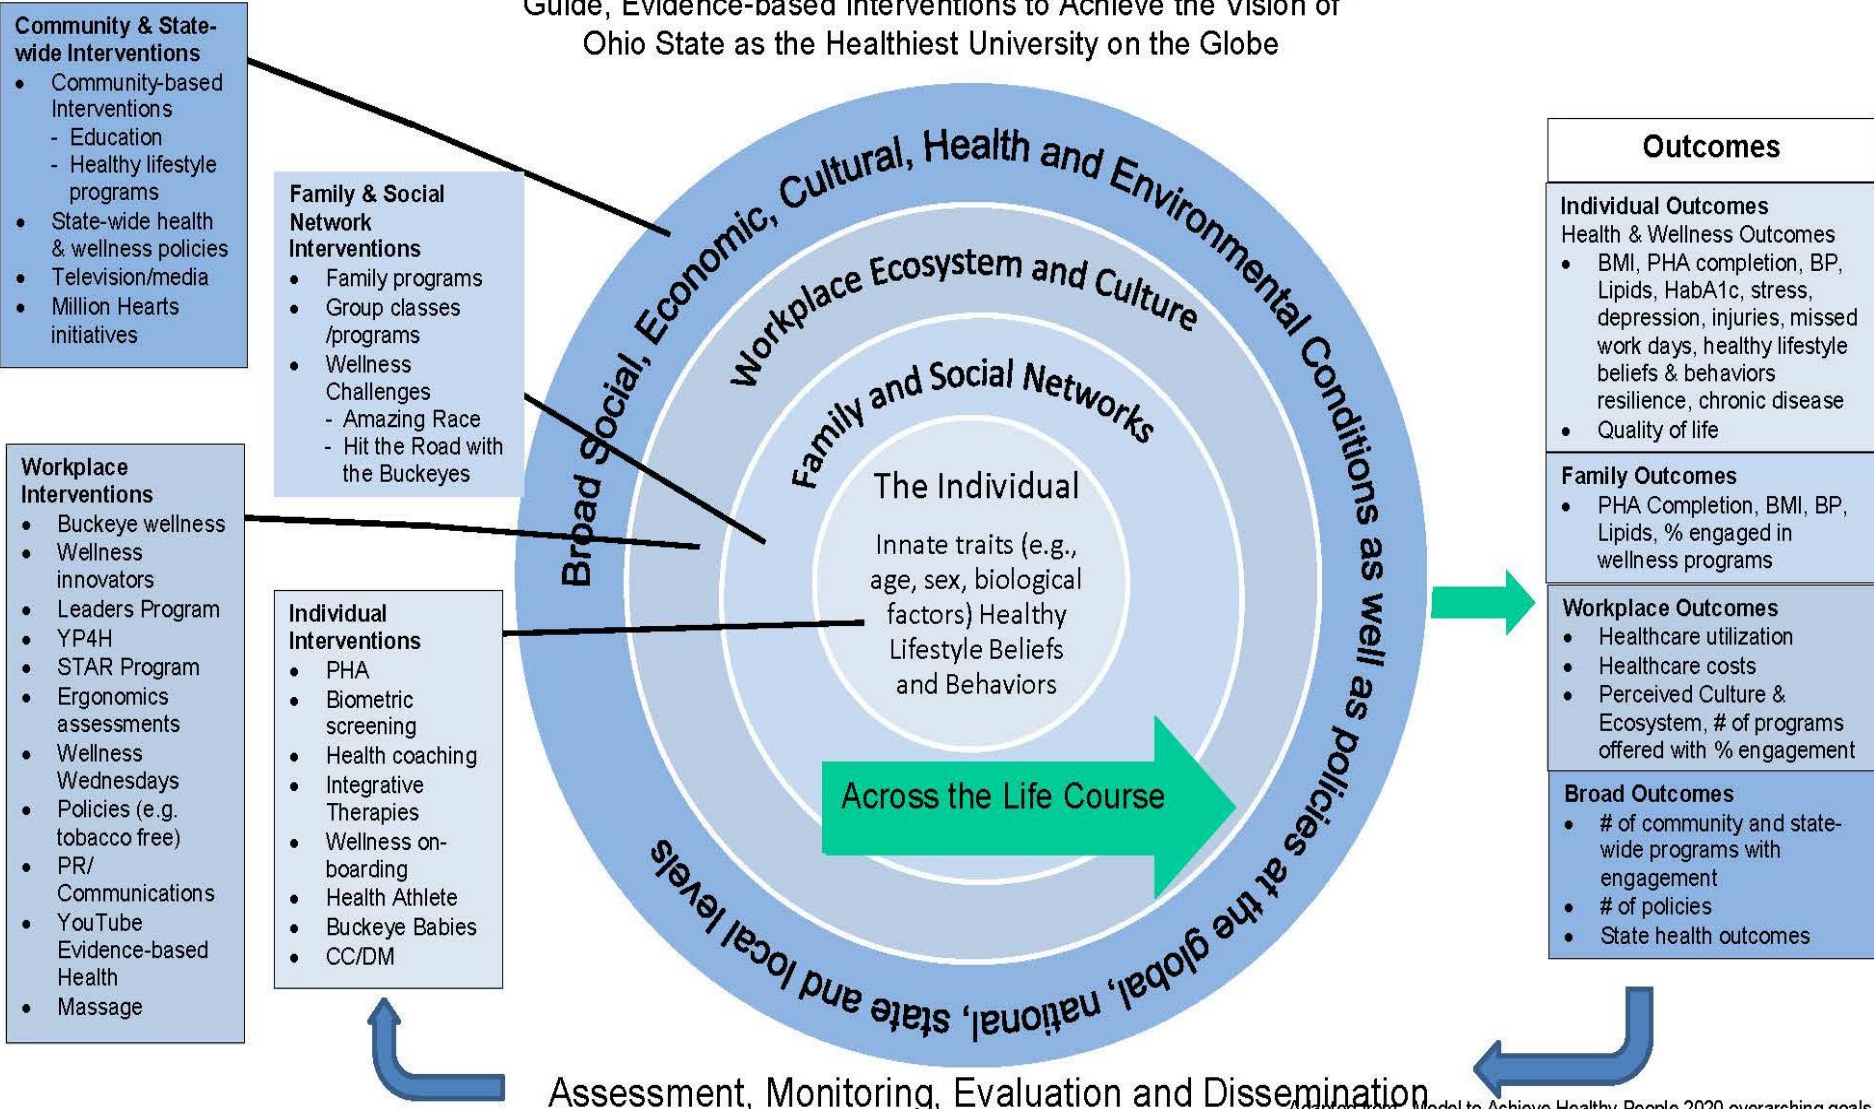 Guide, Evidence-based Interventions to Achieve the Vision of
Ohio State as the Healthiest University on the Globe
Community & State-
wide Interventions
• Community-based
Interventions
- Education
- Healthy lifestyle
programs
• State-wide health
& wellness policies
• Television/media
• Million Hearts
initiatives
Family & Social
Network
Interventions
• Family programs
• Group classes
/programs
• Wellness
Challenges
- Amazing Race
- Hit the Road with
the Buckeyes
Workplace
Interventions
• Buckeye wellness
• Wellness
innovators
• Leaders Program
• YP4H
• STAR Program
• Ergonomics
assessments
• Wellness
Wednesdays
• Policies (e.g.
tobacco free)
• PR/
Communications
• YouTube
Evidence-based
Health
• Massage
Individual
Interventions
• PHA
• Biometric
screening
• Health coaching
• Integrative
Therapies
• Wellness on-
boarding
• Health Athlete
• Buckeye Babies
• CC/DM
Broad Social, Economic, Cultural, Health and Environmental Conditions as well as policies at the global, national, state and local levels
Workplace Ecosystem and Culture
Family and Social Networks
The Individual
Innate traits (e.g.,
age, sex, biological
factors) Healthy
Lifestyle Beliefs
and Behaviors
Across the Life Course
Outcomes
Individual Outcomes
Health & Wellness Outcomes
• BMI, PHA completion, BP,
Lipids, HabA1c, stress,
depression, injuries, missed
work days, healthy lifestyle
beliefs & behaviors
resilience, chronic disease
• Quality of life
Family Outcomes
• PHA Completion, BMI, BP,
Lipids, % engaged in
wellness programs
Workplace Outcomes
• Healthcare utilization
• Healthcare costs
• Perceived Culture &
Ecosystem, # of programs
offered with % engagement
Broad Outcomes
• # of community and state-
wide programs with
engagement
• # of policies
• State health outcomes
Assessment, Monitoring, Evaluation and Dissemination
Model to Achieve Healthy People 2020 overarching goals